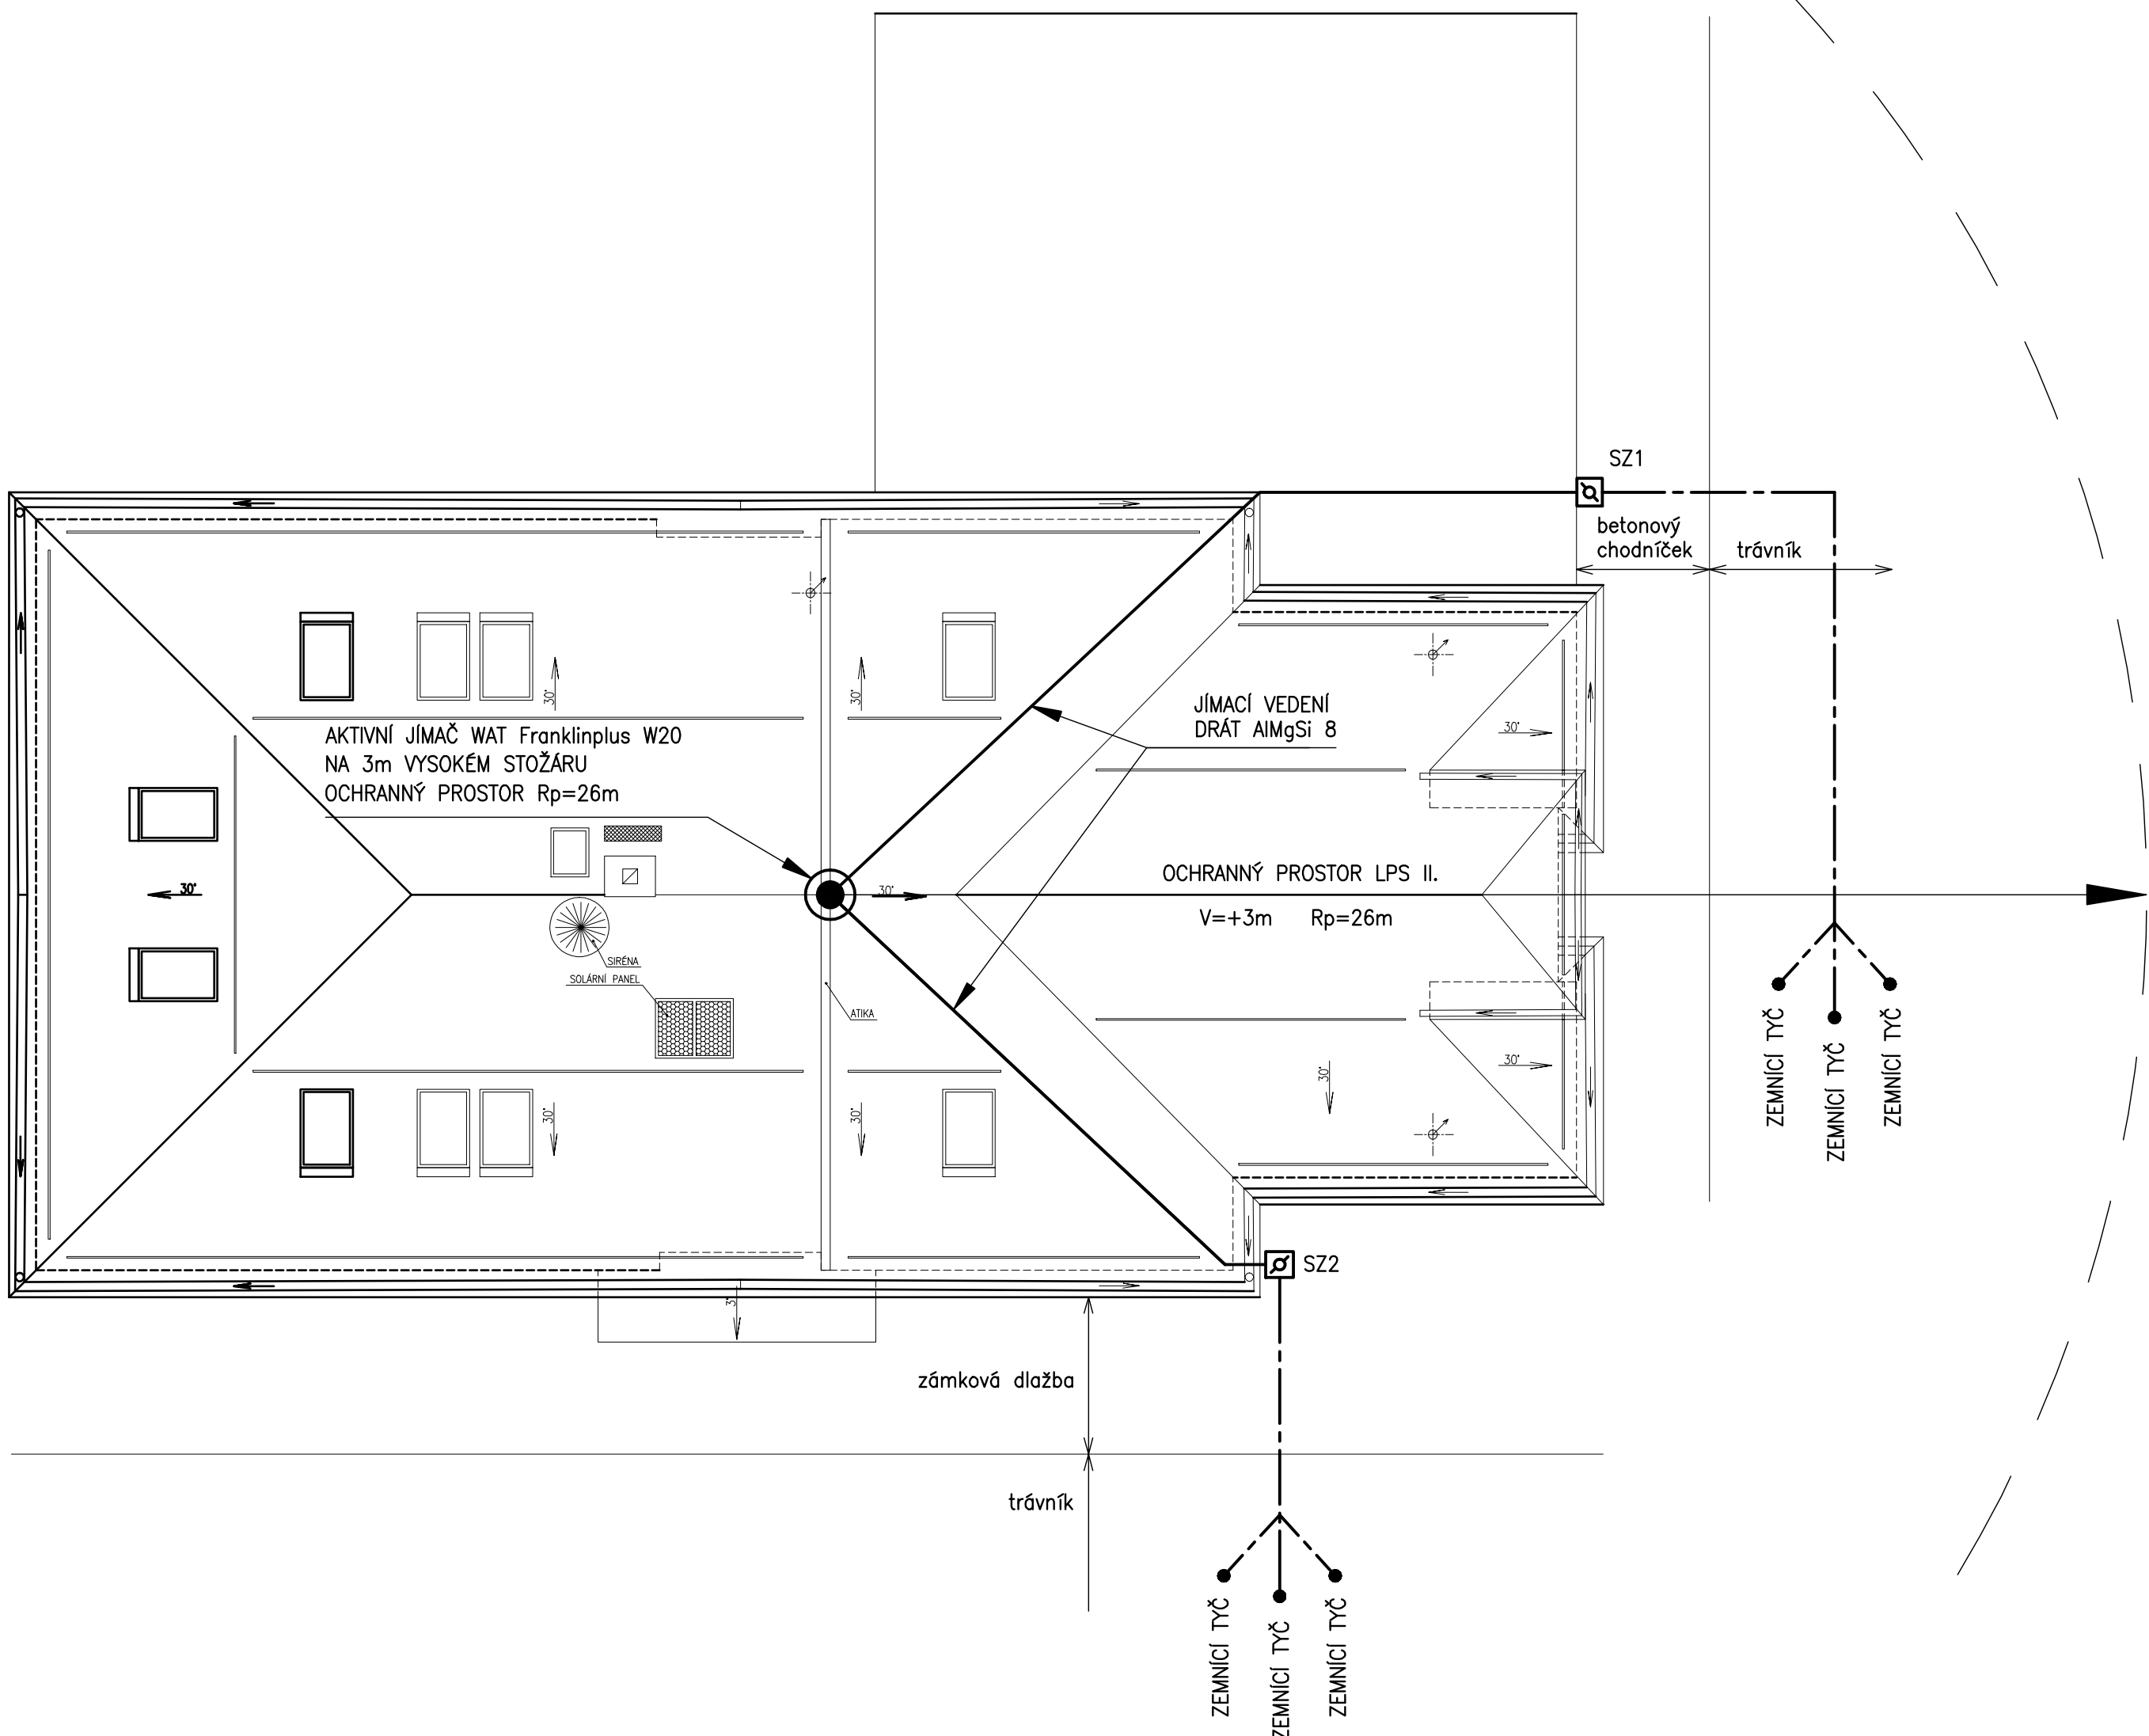 SZ1
betonový
chodníček
trávník
30°
30°
JÍMACÍ VEDENÍ
DRÁT AlMgSi 8
30°
AKTIVNÍ JÍMAČ WAT Franklinplus W20
NA 3m VYSOKÉM STOŽÁRU
OCHRANNÝ PROSTOR Rp=26m
30°
30°
OCHRANNÝ PROSTOR LPS II.
V=+3m Rp=26m
SIRÉNA
SOLÁRNÍ PANEL
ATIKA
ZEMNÍCÍ TYČ
ZEMNÍCÍ TYČ
ZEMNÍCÍ TYČ
30°
30°
30°
30°
SZ2
3°
zámková dlažba
trávník
ZEMNÍCÍ TYČ
ZEMNÍCÍ TYČ
ZEMNÍCÍ TYČ